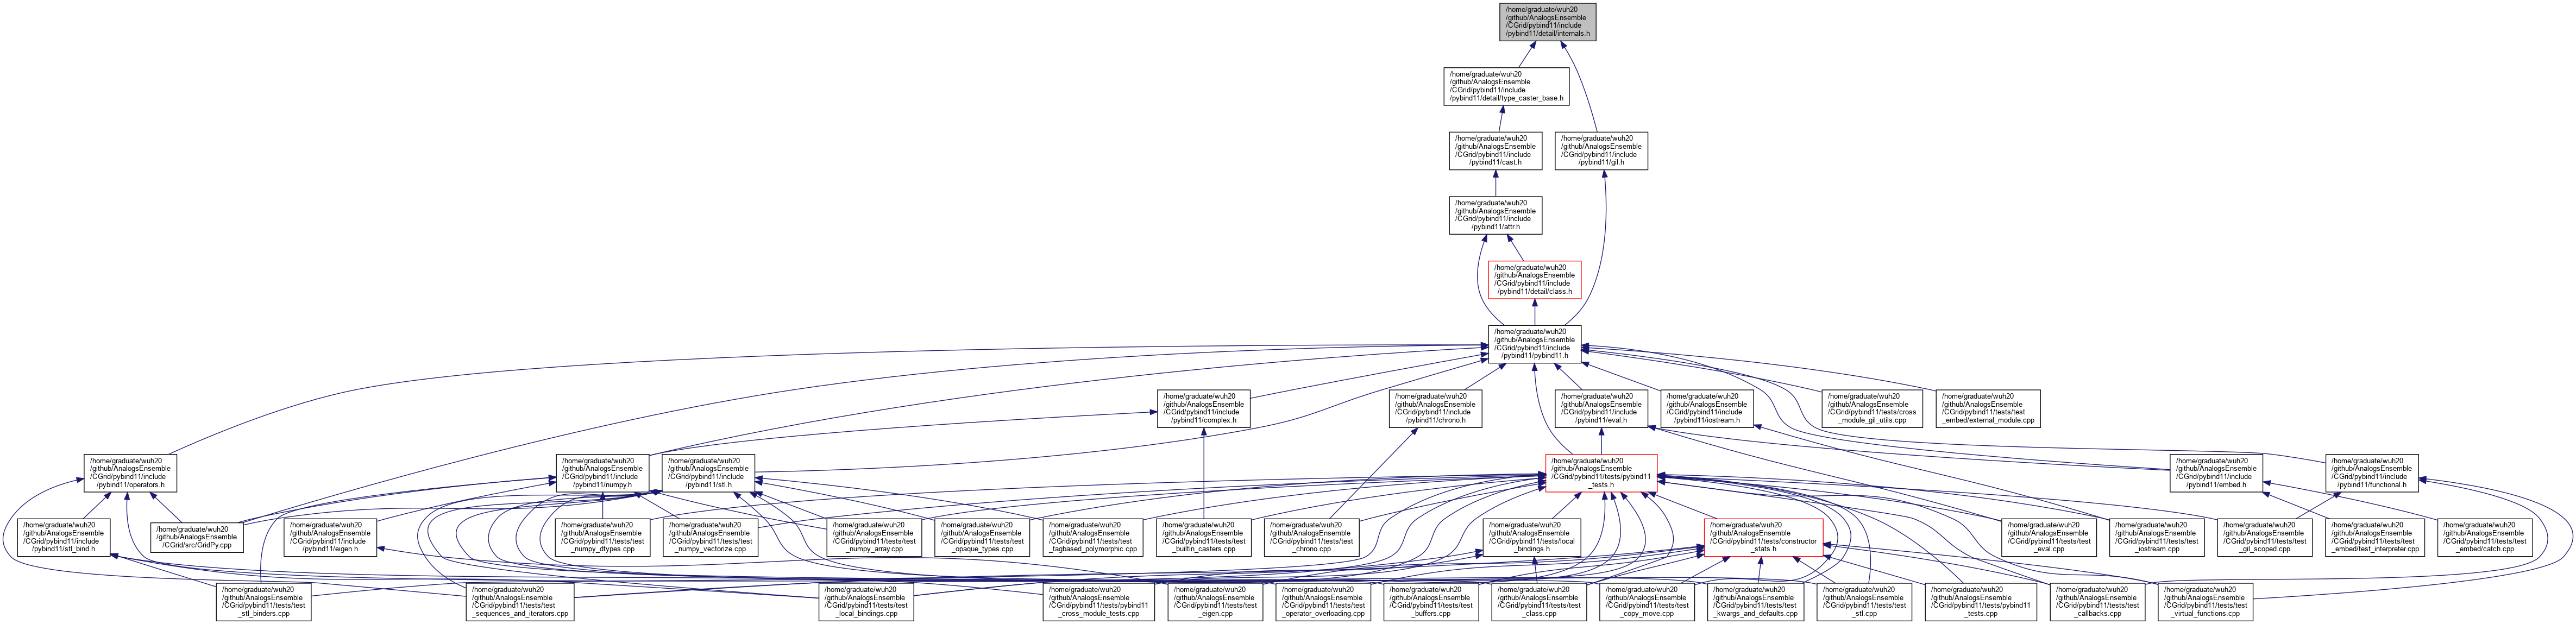 /home/graduate/wuh20
/github/AnalogsEnsemble
/CGrid/pybind11/include
/pybind11/detail/internals.h
/home/graduate/wuh20
/github/AnalogsEnsemble
/CGrid/pybind11/include
/pybind11/detail/type_caster_base.h
/home/graduate/wuh20
/github/AnalogsEnsemble
/CGrid/pybind11/include
/pybind11/cast.h
/home/graduate/wuh20
/github/AnalogsEnsemble
/CGrid/pybind11/include
/pybind11/gil.h
/home/graduate/wuh20
/github/AnalogsEnsemble
/CGrid/pybind11/include
/pybind11/attr.h
/home/graduate/wuh20
/github/AnalogsEnsemble
/CGrid/pybind11/include
/pybind11/detail/class.h
/home/graduate/wuh20
/github/AnalogsEnsemble
/CGrid/pybind11/include
/pybind11/pybind11.h
/home/graduate/wuh20
/github/AnalogsEnsemble
/CGrid/pybind11/include
/pybind11/complex.h
/home/graduate/wuh20
/github/AnalogsEnsemble
/CGrid/pybind11/include
/pybind11/chrono.h
/home/graduate/wuh20
/github/AnalogsEnsemble
/CGrid/pybind11/include
/pybind11/eval.h
/home/graduate/wuh20
/github/AnalogsEnsemble
/CGrid/pybind11/include
/pybind11/iostream.h
/home/graduate/wuh20
/github/AnalogsEnsemble
/CGrid/pybind11/tests/cross
_module_gil_utils.cpp
/home/graduate/wuh20
/github/AnalogsEnsemble
/CGrid/pybind11/tests/test
_embed/external_module.cpp
/home/graduate/wuh20
/github/AnalogsEnsemble
/CGrid/pybind11/include
/pybind11/operators.h
/home/graduate/wuh20
/github/AnalogsEnsemble
/CGrid/pybind11/include
/pybind11/numpy.h
/home/graduate/wuh20
/github/AnalogsEnsemble
/CGrid/pybind11/include
/pybind11/stl.h
/home/graduate/wuh20
/github/AnalogsEnsemble
/CGrid/pybind11/tests/pybind11
_tests.h
/home/graduate/wuh20
/github/AnalogsEnsemble
/CGrid/pybind11/include
/pybind11/embed.h
/home/graduate/wuh20
/github/AnalogsEnsemble
/CGrid/pybind11/include
/pybind11/functional.h
/home/graduate/wuh20
/github/AnalogsEnsemble
/CGrid/pybind11/include
/pybind11/stl_bind.h
/home/graduate/wuh20
/github/AnalogsEnsemble
/CGrid/src/GridPy.cpp
/home/graduate/wuh20
/github/AnalogsEnsemble
/CGrid/pybind11/include
/pybind11/eigen.h
/home/graduate/wuh20
/github/AnalogsEnsemble
/CGrid/pybind11/tests/test
_numpy_dtypes.cpp
/home/graduate/wuh20
/github/AnalogsEnsemble
/CGrid/pybind11/tests/test
_numpy_vectorize.cpp
/home/graduate/wuh20
/github/AnalogsEnsemble
/CGrid/pybind11/tests/test
_numpy_array.cpp
/home/graduate/wuh20
/github/AnalogsEnsemble
/CGrid/pybind11/tests/test
_opaque_types.cpp
/home/graduate/wuh20
/github/AnalogsEnsemble
/CGrid/pybind11/tests/test
_tagbased_polymorphic.cpp
/home/graduate/wuh20
/github/AnalogsEnsemble
/CGrid/pybind11/tests/test
_builtin_casters.cpp
/home/graduate/wuh20
/github/AnalogsEnsemble
/CGrid/pybind11/tests/test
_chrono.cpp
/home/graduate/wuh20
/github/AnalogsEnsemble
/CGrid/pybind11/tests/local
_bindings.h
/home/graduate/wuh20
/github/AnalogsEnsemble
/CGrid/pybind11/tests/constructor
_stats.h
/home/graduate/wuh20
/github/AnalogsEnsemble
/CGrid/pybind11/tests/test
_eval.cpp
/home/graduate/wuh20
/github/AnalogsEnsemble
/CGrid/pybind11/tests/test
_iostream.cpp
/home/graduate/wuh20
/github/AnalogsEnsemble
/CGrid/pybind11/tests/test
_gil_scoped.cpp
/home/graduate/wuh20
/github/AnalogsEnsemble
/CGrid/pybind11/tests/test
_embed/test_interpreter.cpp
/home/graduate/wuh20
/github/AnalogsEnsemble
/CGrid/pybind11/tests/test
_embed/catch.cpp
/home/graduate/wuh20
/github/AnalogsEnsemble
/CGrid/pybind11/tests/test
_stl_binders.cpp
/home/graduate/wuh20
/github/AnalogsEnsemble
/CGrid/pybind11/tests/test
_sequences_and_iterators.cpp
/home/graduate/wuh20
/github/AnalogsEnsemble
/CGrid/pybind11/tests/test
_local_bindings.cpp
/home/graduate/wuh20
/github/AnalogsEnsemble
/CGrid/pybind11/tests/pybind11
_cross_module_tests.cpp
/home/graduate/wuh20
/github/AnalogsEnsemble
/CGrid/pybind11/tests/test
_eigen.cpp
/home/graduate/wuh20
/github/AnalogsEnsemble
/CGrid/pybind11/tests/test
_operator_overloading.cpp
/home/graduate/wuh20
/github/AnalogsEnsemble
/CGrid/pybind11/tests/test
_buffers.cpp
/home/graduate/wuh20
/github/AnalogsEnsemble
/CGrid/pybind11/tests/test
_class.cpp
/home/graduate/wuh20
/github/AnalogsEnsemble
/CGrid/pybind11/tests/test
_copy_move.cpp
/home/graduate/wuh20
/github/AnalogsEnsemble
/CGrid/pybind11/tests/test
_kwargs_and_defaults.cpp
/home/graduate/wuh20
/github/AnalogsEnsemble
/CGrid/pybind11/tests/test
_stl.cpp
/home/graduate/wuh20
/github/AnalogsEnsemble
/CGrid/pybind11/tests/pybind11
_tests.cpp
/home/graduate/wuh20
/github/AnalogsEnsemble
/CGrid/pybind11/tests/test
_callbacks.cpp
/home/graduate/wuh20
/github/AnalogsEnsemble
/CGrid/pybind11/tests/test
_virtual_functions.cpp